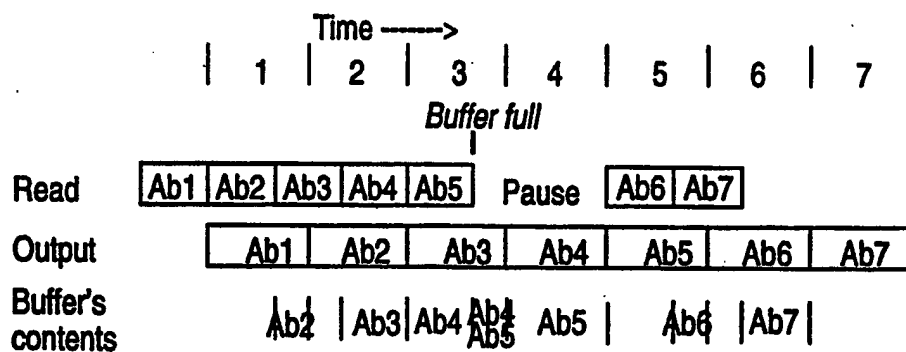 Time ------>
1 2 3 4 5 6 7
Buffer full
Read Ab1 Ab2 Ab3 Ab4 Ab5 Pause Ab6 Ab7
Output Ab1 Ab2 Ab3 Ab4 Ab5 Ab6 Ab7
Buffer's
contents Ab2 Ab3 Ab4 Ab4 Ab5 Ab5 Ab6 Ab7